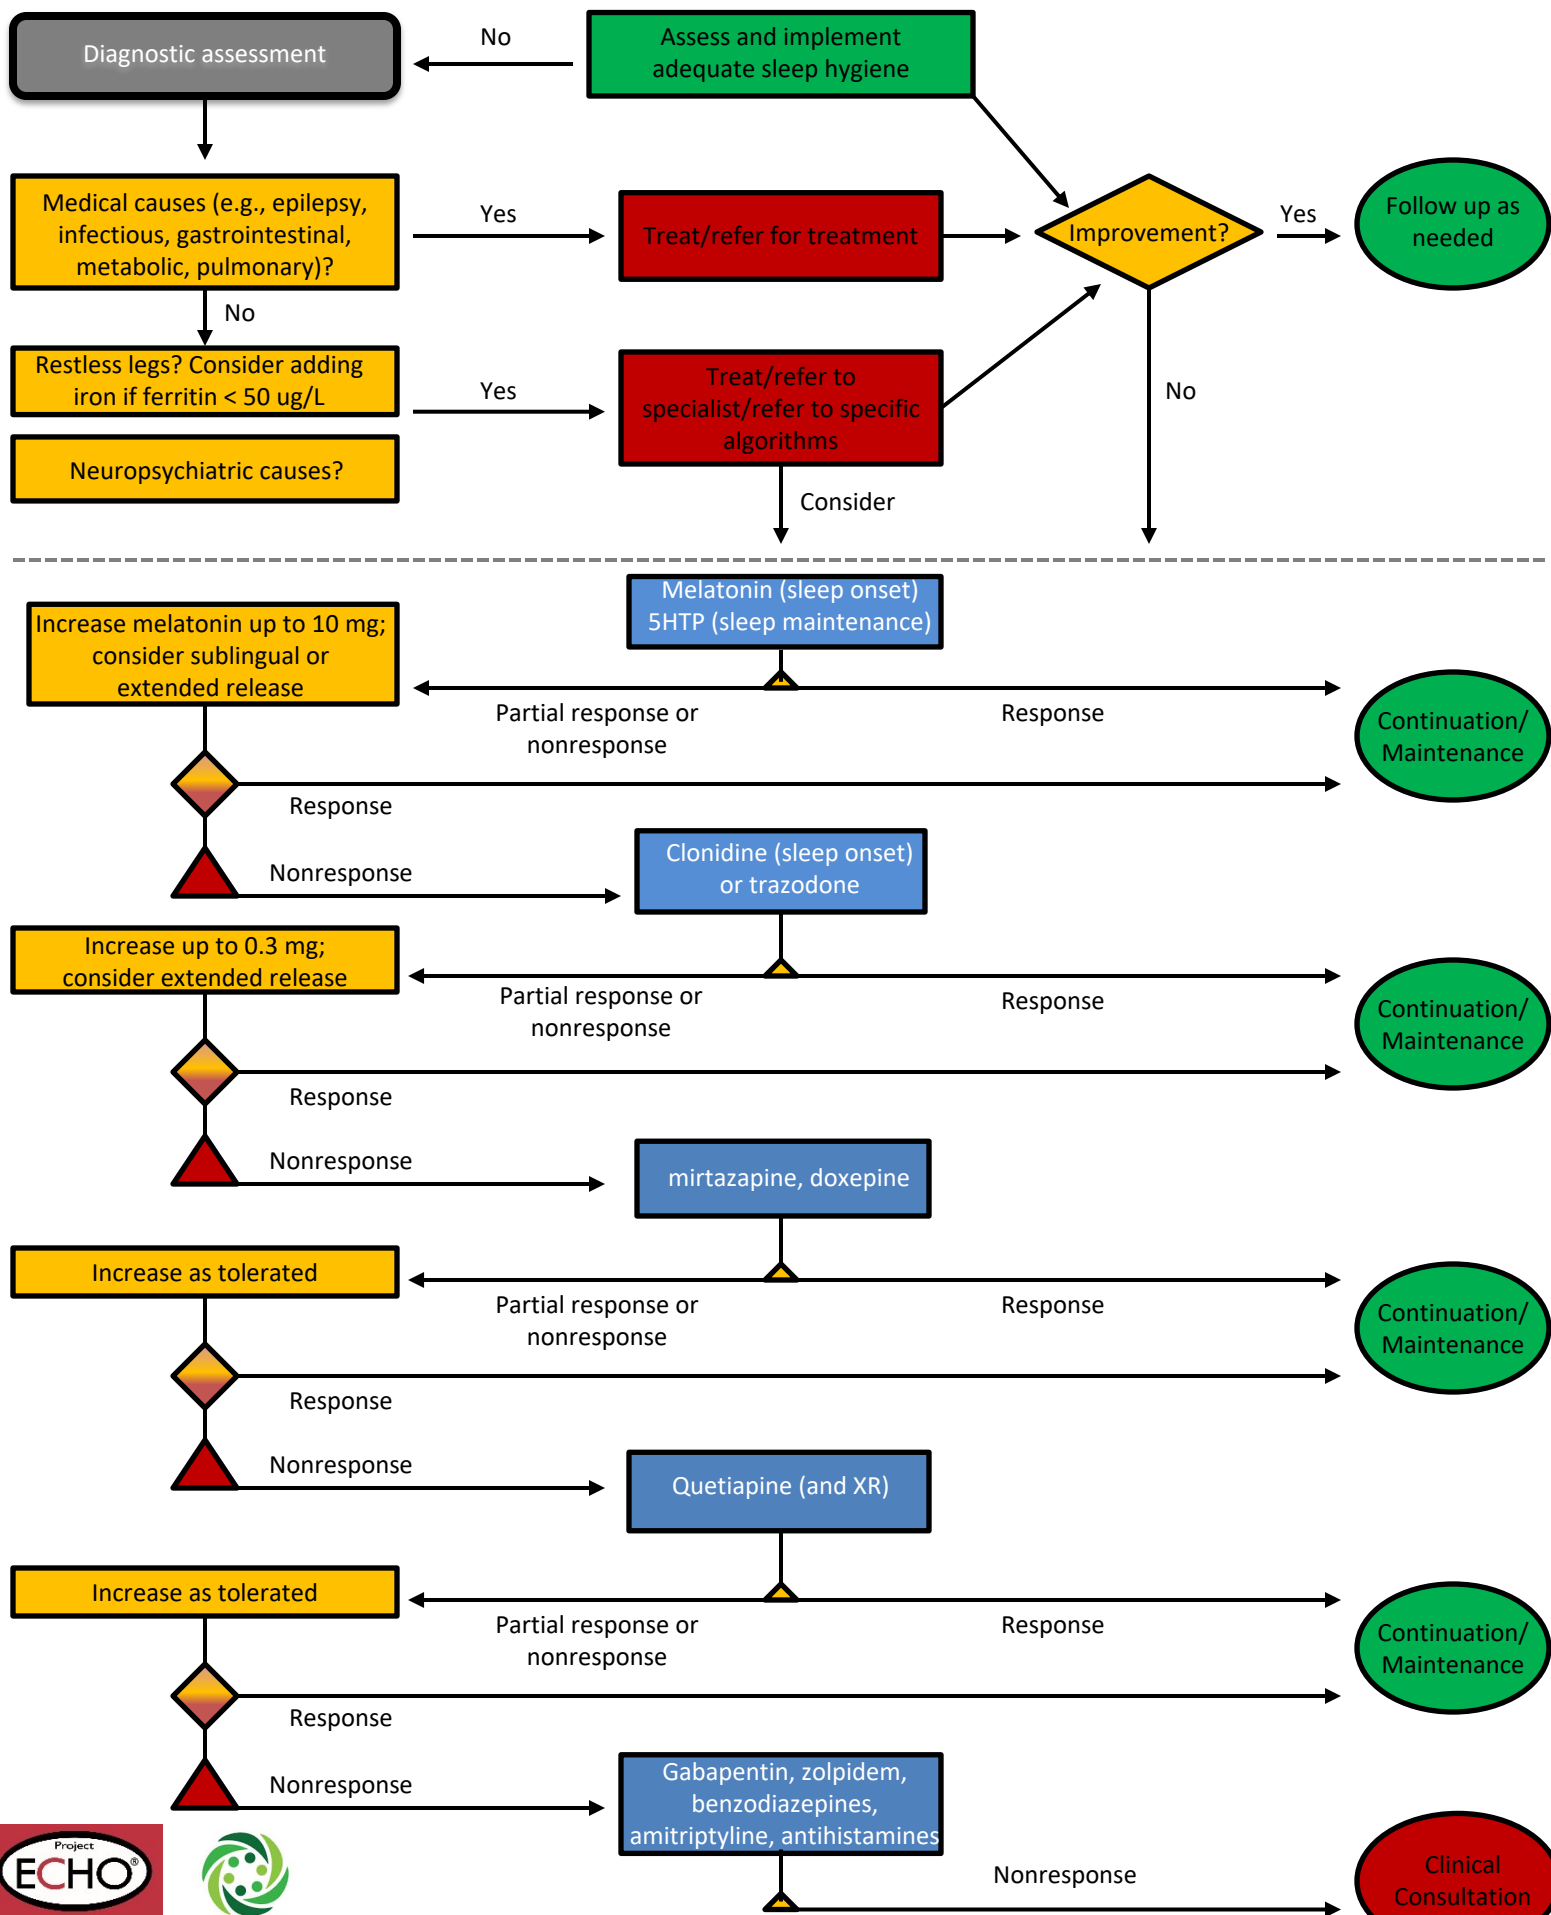 Diagnostic assessment
No
Assess and implement
adequate sleep hygiene
Medical causes (e.g., epilepsy,
infectious, gastrointestinal,
metabolic, pulmonary)?
Yes
Treat/refer for treatment
Improvement?
Yes
Follow up as
needed
No
Restless legs? Consider adding
iron if ferritin < 50 ug/L
Yes
Treat/refer to
specialist/refer to specific
algorithms
No
Neuropsychiatric causes?
Consider
Melatonin (sleep onset)
5HTP (sleep maintenance)
Increase melatonin up to 10 mg;
consider sublingual or
extended release
Partial response or
nonresponse
Response
Continuation/
Maintenance
Response
Nonresponse
Clonidine (sleep onset)
or trazodone
Increase up to 0.3 mg;
consider extended release
Partial response or
nonresponse
Response
Continuation/
Maintenance
Response
Nonresponse
mirtazapine, doxepine
Increase as tolerated
Partial response or
nonresponse
Response
Continuation/
Maintenance
Response
Nonresponse
Quetiapine (and XR)
Increase as tolerated
Partial response or
nonresponse
Response
Continuation/
Maintenance
Response
Nonresponse
Gabapentin, zolpidem,
benzodiazepines,
amitriptyline, antihistamines
Nonresponse
Clinical
Consultation
Project
ECHO®